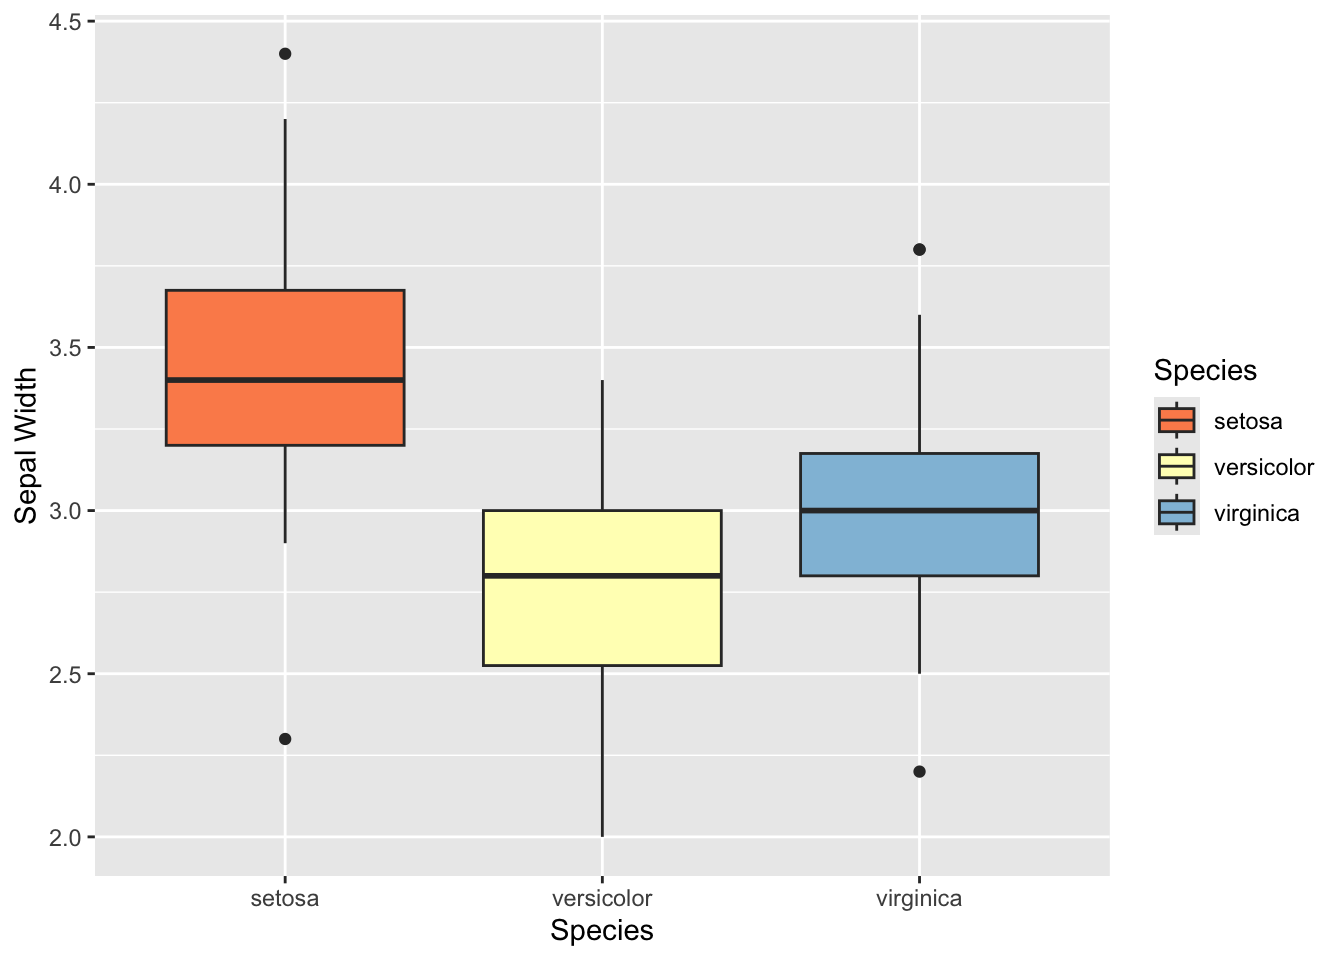 4.5
4.0
3.5
3.0
2.5
2.0
Sepal Width
setosa
versicolor
virginica
Species
Species
setosa
versicolor
virginica